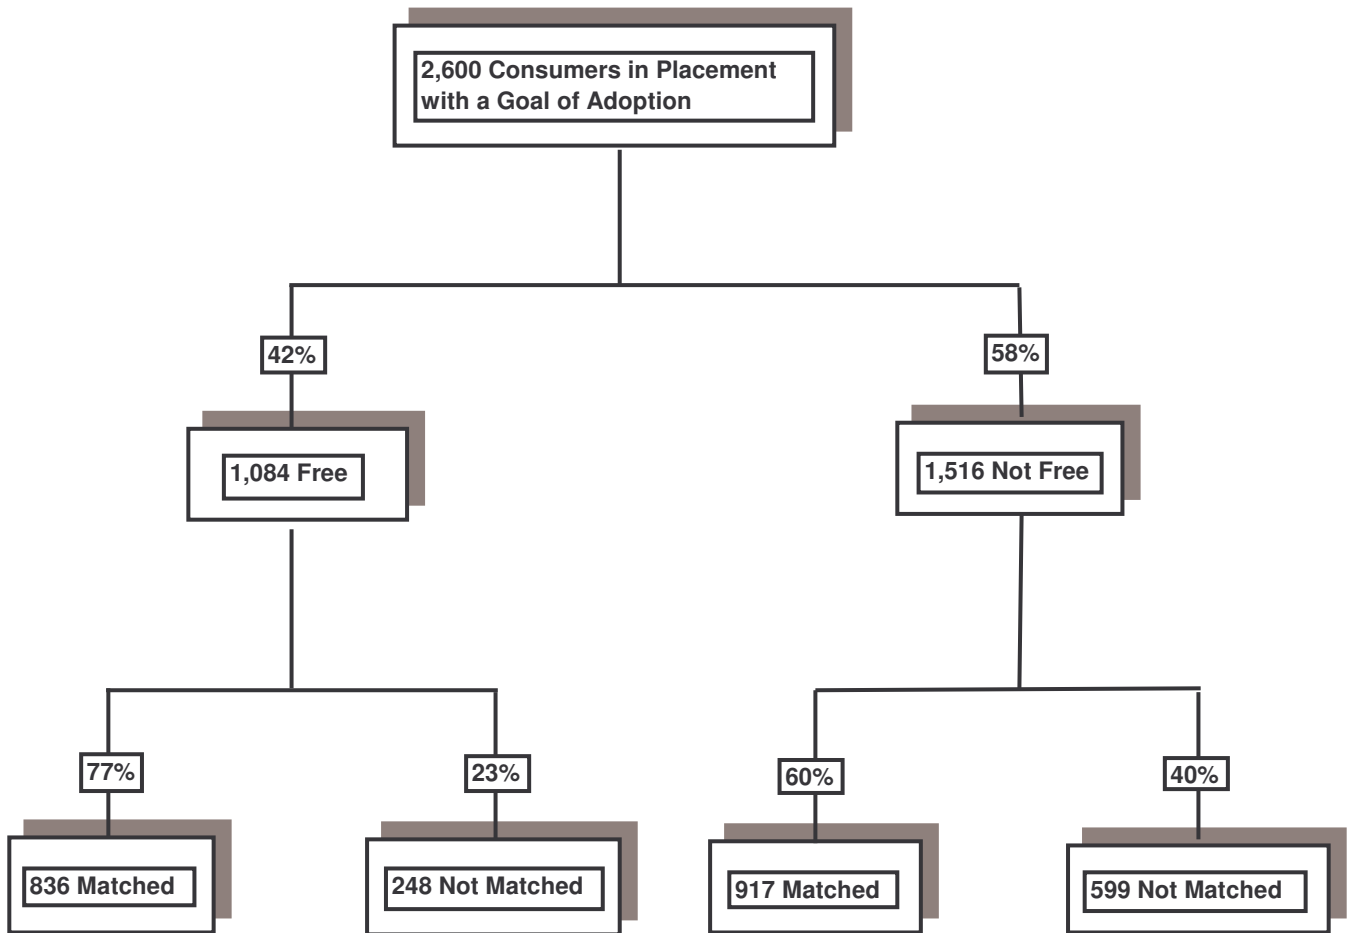 2,600 Consumers in Placement
with a Goal of Adoption
42%
58%
1,084 Free
1,516 Not Free
77%
23%
60%
40%
836 Matched
248 Not Matched
917 Matched
599 Not Matched